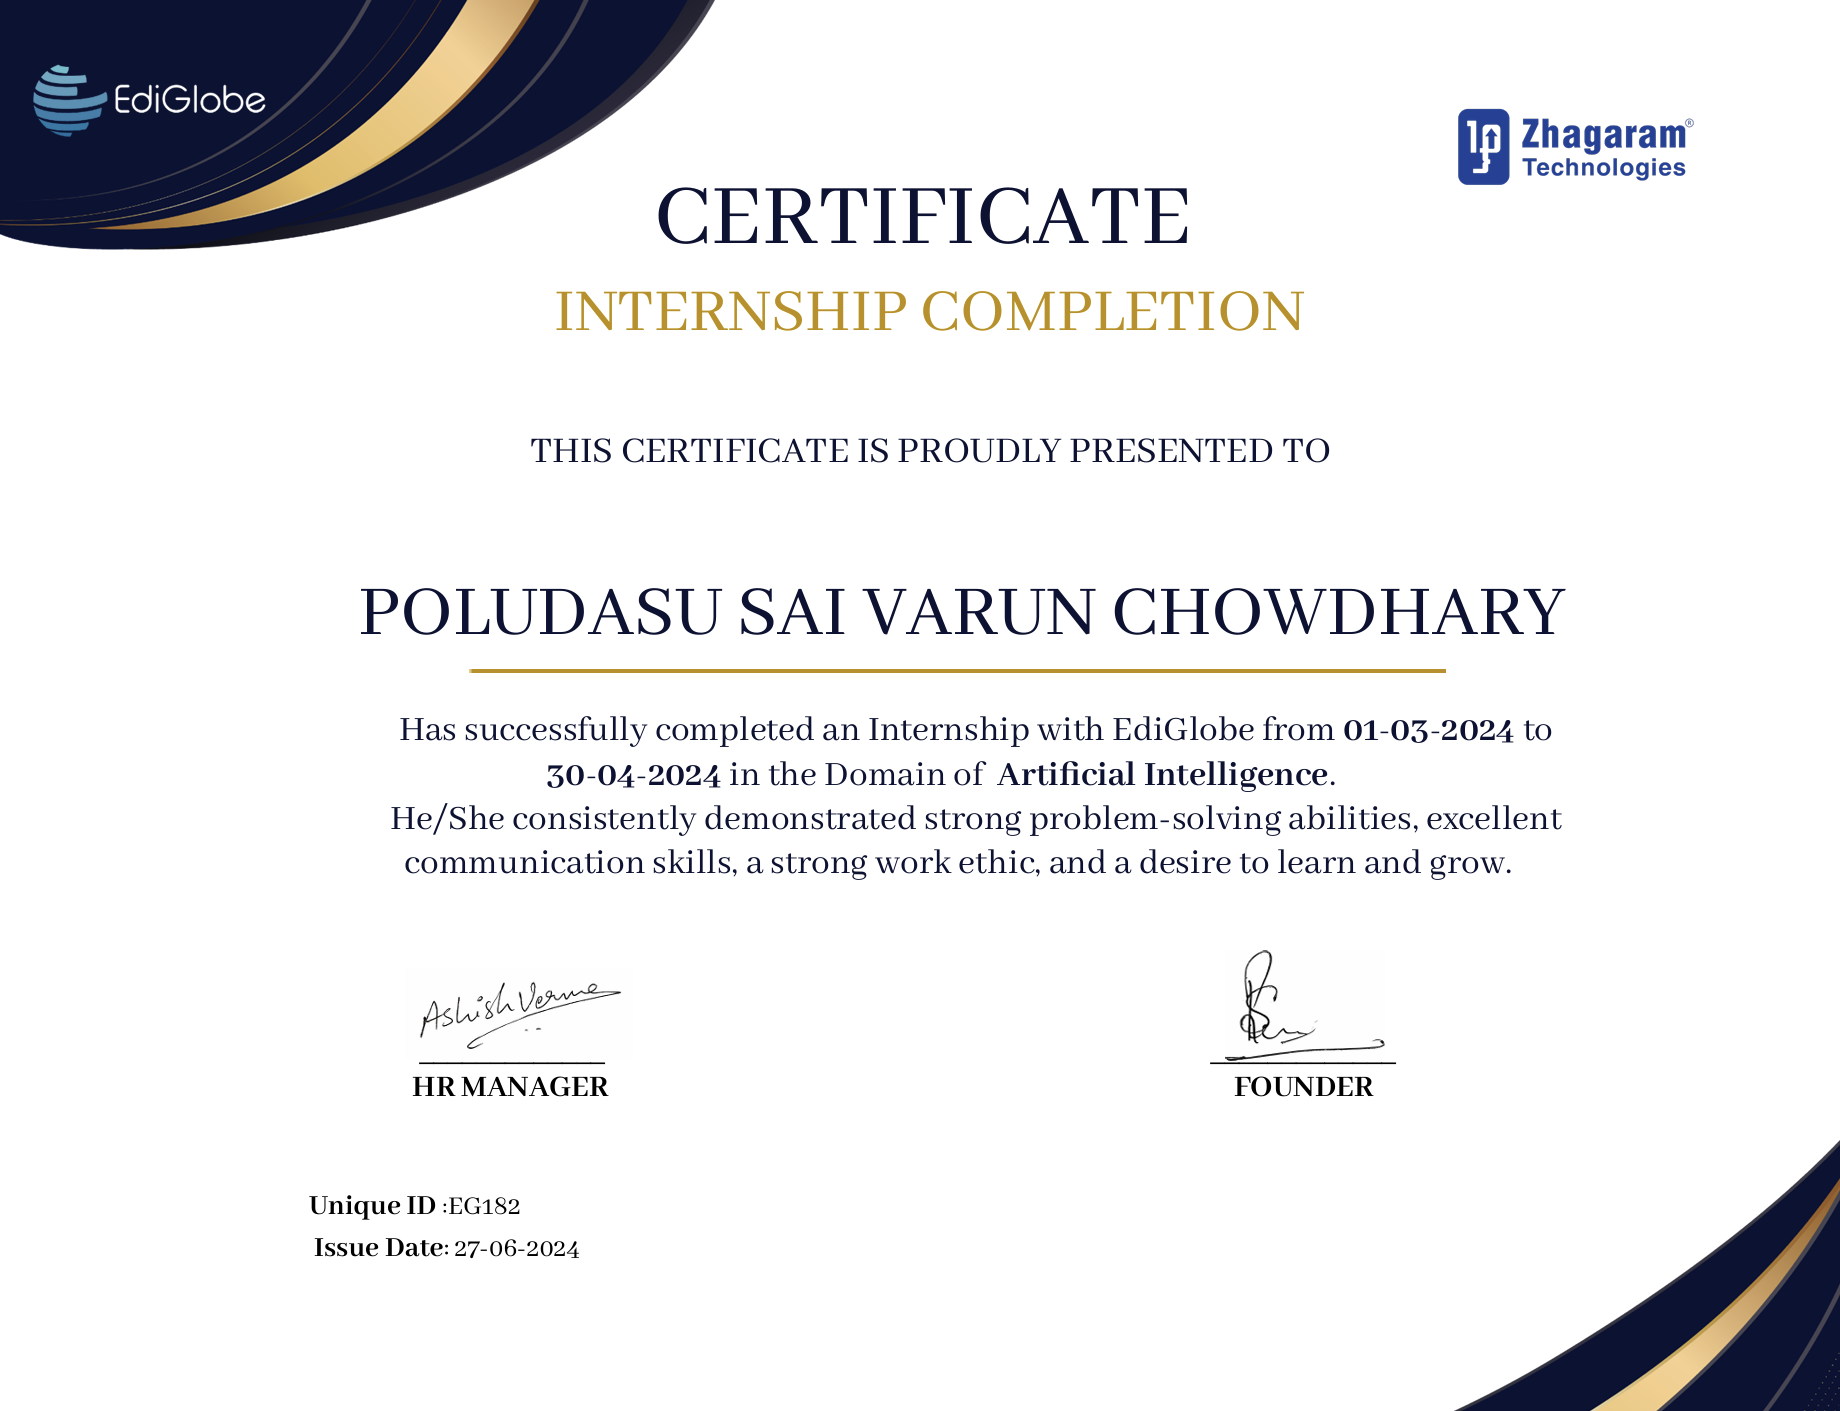 EdiGlobe
Zhagaram®
Technologies
CERTIFICATE
INTERNSHIP COMPLETION
THIS CERTIFICATE IS PROUDLY PRESENTED TO
POLUDASU SAI VARUN CHOWDHARY
Has successfully completed an Internship with EdiGlobe from 01-03-2024 to
30-04-2024 in the Domain of Artificial Intelligence.
He/She consistently demonstrated strong problem-solving abilities, excellent
communication skills, a strong work ethic, and a desire to learn and grow.
Ashish Verma
HR MANAGER
FOUNDER
Unique ID :EG182
Issue Date: 27-06-2024